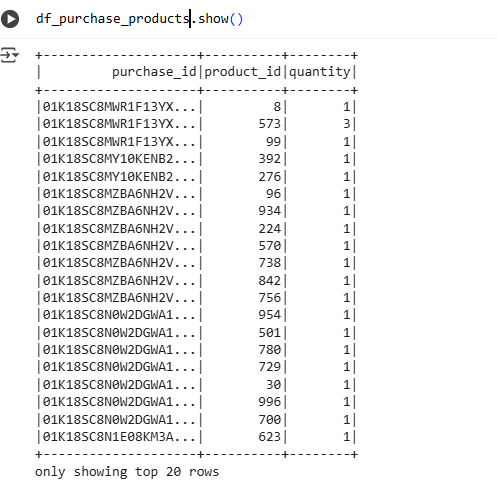 df_purchase_products.show()
+--------------------+----------+--------+
|         purchase_id|product_id|quantity|
+--------------------+----------+--------+
|01K18SC8MWR1F13YX...|         8|       1|
|01K18SC8MWR1F13YX...|       573|       3|
|01K18SC8MWR1F13YX...|        99|       1|
|01K18SC8MY10KENB2...|       392|       1|
|01K18SC8MY10KENB2...|       276|       1|
|01K18SC8MZBA6NH2V...|        96|       1|
|01K18SC8MZBA6NH2V...|       934|       1|
|01K18SC8MZBA6NH2V...|       224|       1|
|01K18SC8MZBA6NH2V...|       570|       1|
|01K18SC8MZBA6NH2V...|       738|       1|
|01K18SC8MZBA6NH2V...|       842|       1|
|01K18SC8MZBA6NH2V...|       756|       1|
|01K18SC8N0W2DGWA1...|       954|       1|
|01K18SC8N0W2DGWA1...|       501|       1|
|01K18SC8N0W2DGWA1...|       780|       1|
|01K18SC8N0W2DGWA1...|       729|       1|
|01K18SC8N0W2DGWA1...|        30|       1|
|01K18SC8N0W2DGWA1...|       996|       1|
|01K18SC8N0W2DGWA1...|       700|       1|
|01K18SC8N1E08KM3A...|       623|       1|
+--------------------+----------+--------+
only showing top 20 rows